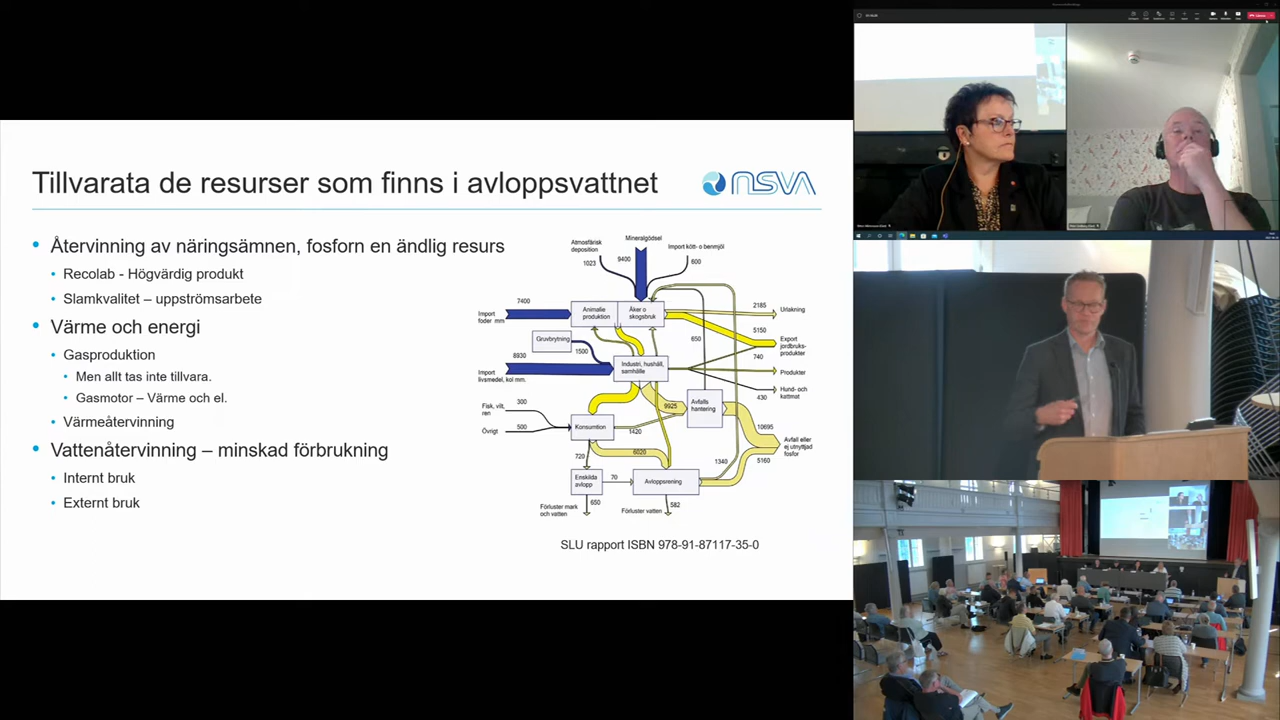 Tillvarata de resurser som finns i avloppsvattnet
NSVA
Återvinning av näringsämnen, fosforn en ändlig resurs
Recolab - Högvärdig produkt
Slamkvalitet – uppströmsarbete
Värme och energi
Gasproduktion
Men allt tas inte tillvara.
Gasmotor – Värme och el.
Värmeåtervinning
Vattenåtervinning – minskad förbrukning
Internt bruk
Externt bruk
Atmosfärisk
deposition
1023
Mineralgödsel
9400
Import kött- o benmjöl
600
7400
Import
foder mm
Animalie
produktion
Åker o
skogsbruk
2185
Urlakning
5150
Export
jordbruks-
produkter
Gruvbrytning
1500
650
740
8930
Import
livsmedel, kol mm.
Industri, hushåll,
samhälle
Produkter
430
Hund- och
kattmat
Fisk, vilt,
ren
300
Övrigt
500
Konsumtion
9925
Avfalls
hantering
1420
10695
Avfall eller
ej utnyttjad
fosfor
6020
720
1340
5160
Enskilda
avlopp
70
Avloppsrening
650
582
Förluster mark
och vatten
Förluster vatten
SLU rapport ISBN 978-91-87117-35-0